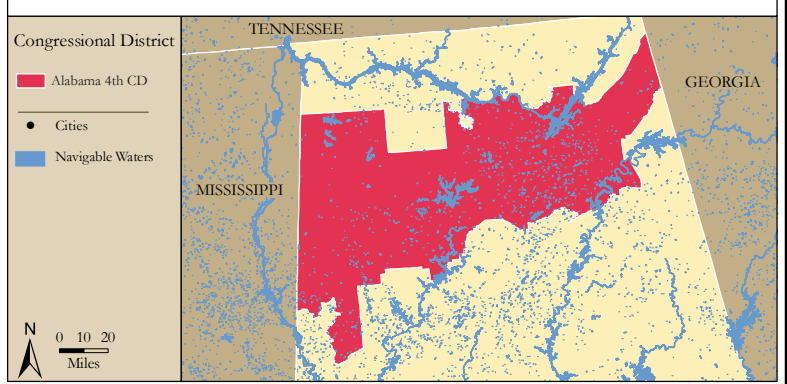 TENNESSEE
Congressional District
Alabama 4th CD
GEORGIA
Cities
Navigable Waters
MISSISSIPPI
N
0 10 20
Miles